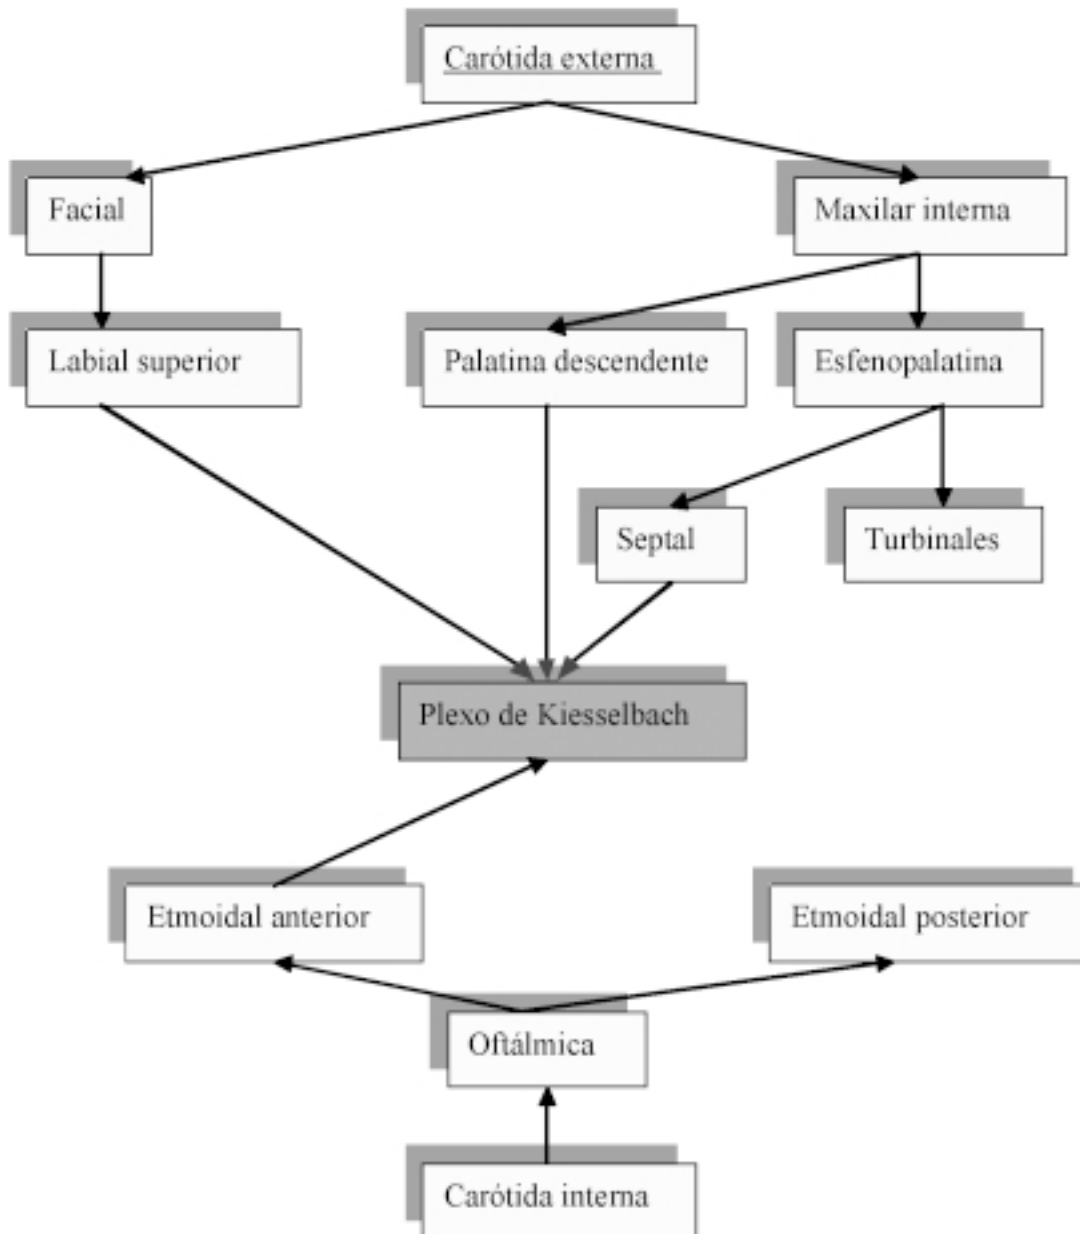 Carótida externa
Facial
Maxilar interna
Labial superior
Palatina descendente
Esfenopalatina
Septal
Turbinales
Plexo de Kiesselbach
Etmoidal anterior
Etmoidal posterior
Oftálmica
Carótida interna